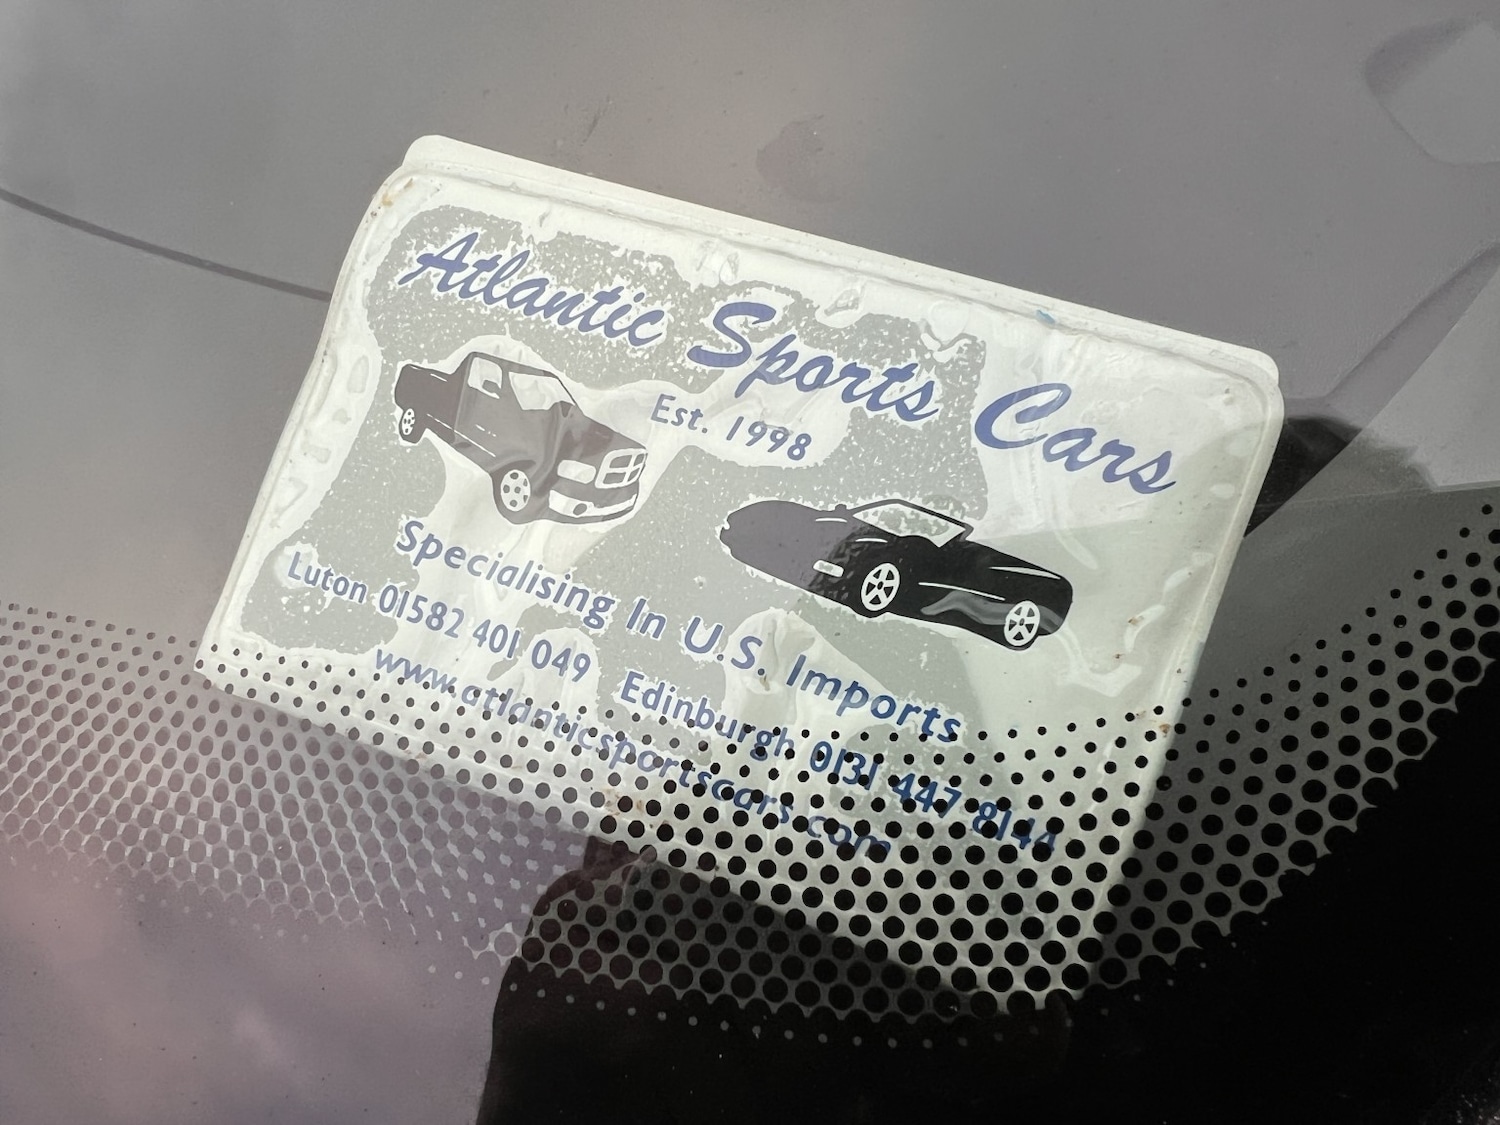 Atlantic Sports Cars
Est. 1998
Specialising In U.S. Imports
Luton 01582 401 049 Edinburgh 0131 447 8144
www.atlanticsportscars.com